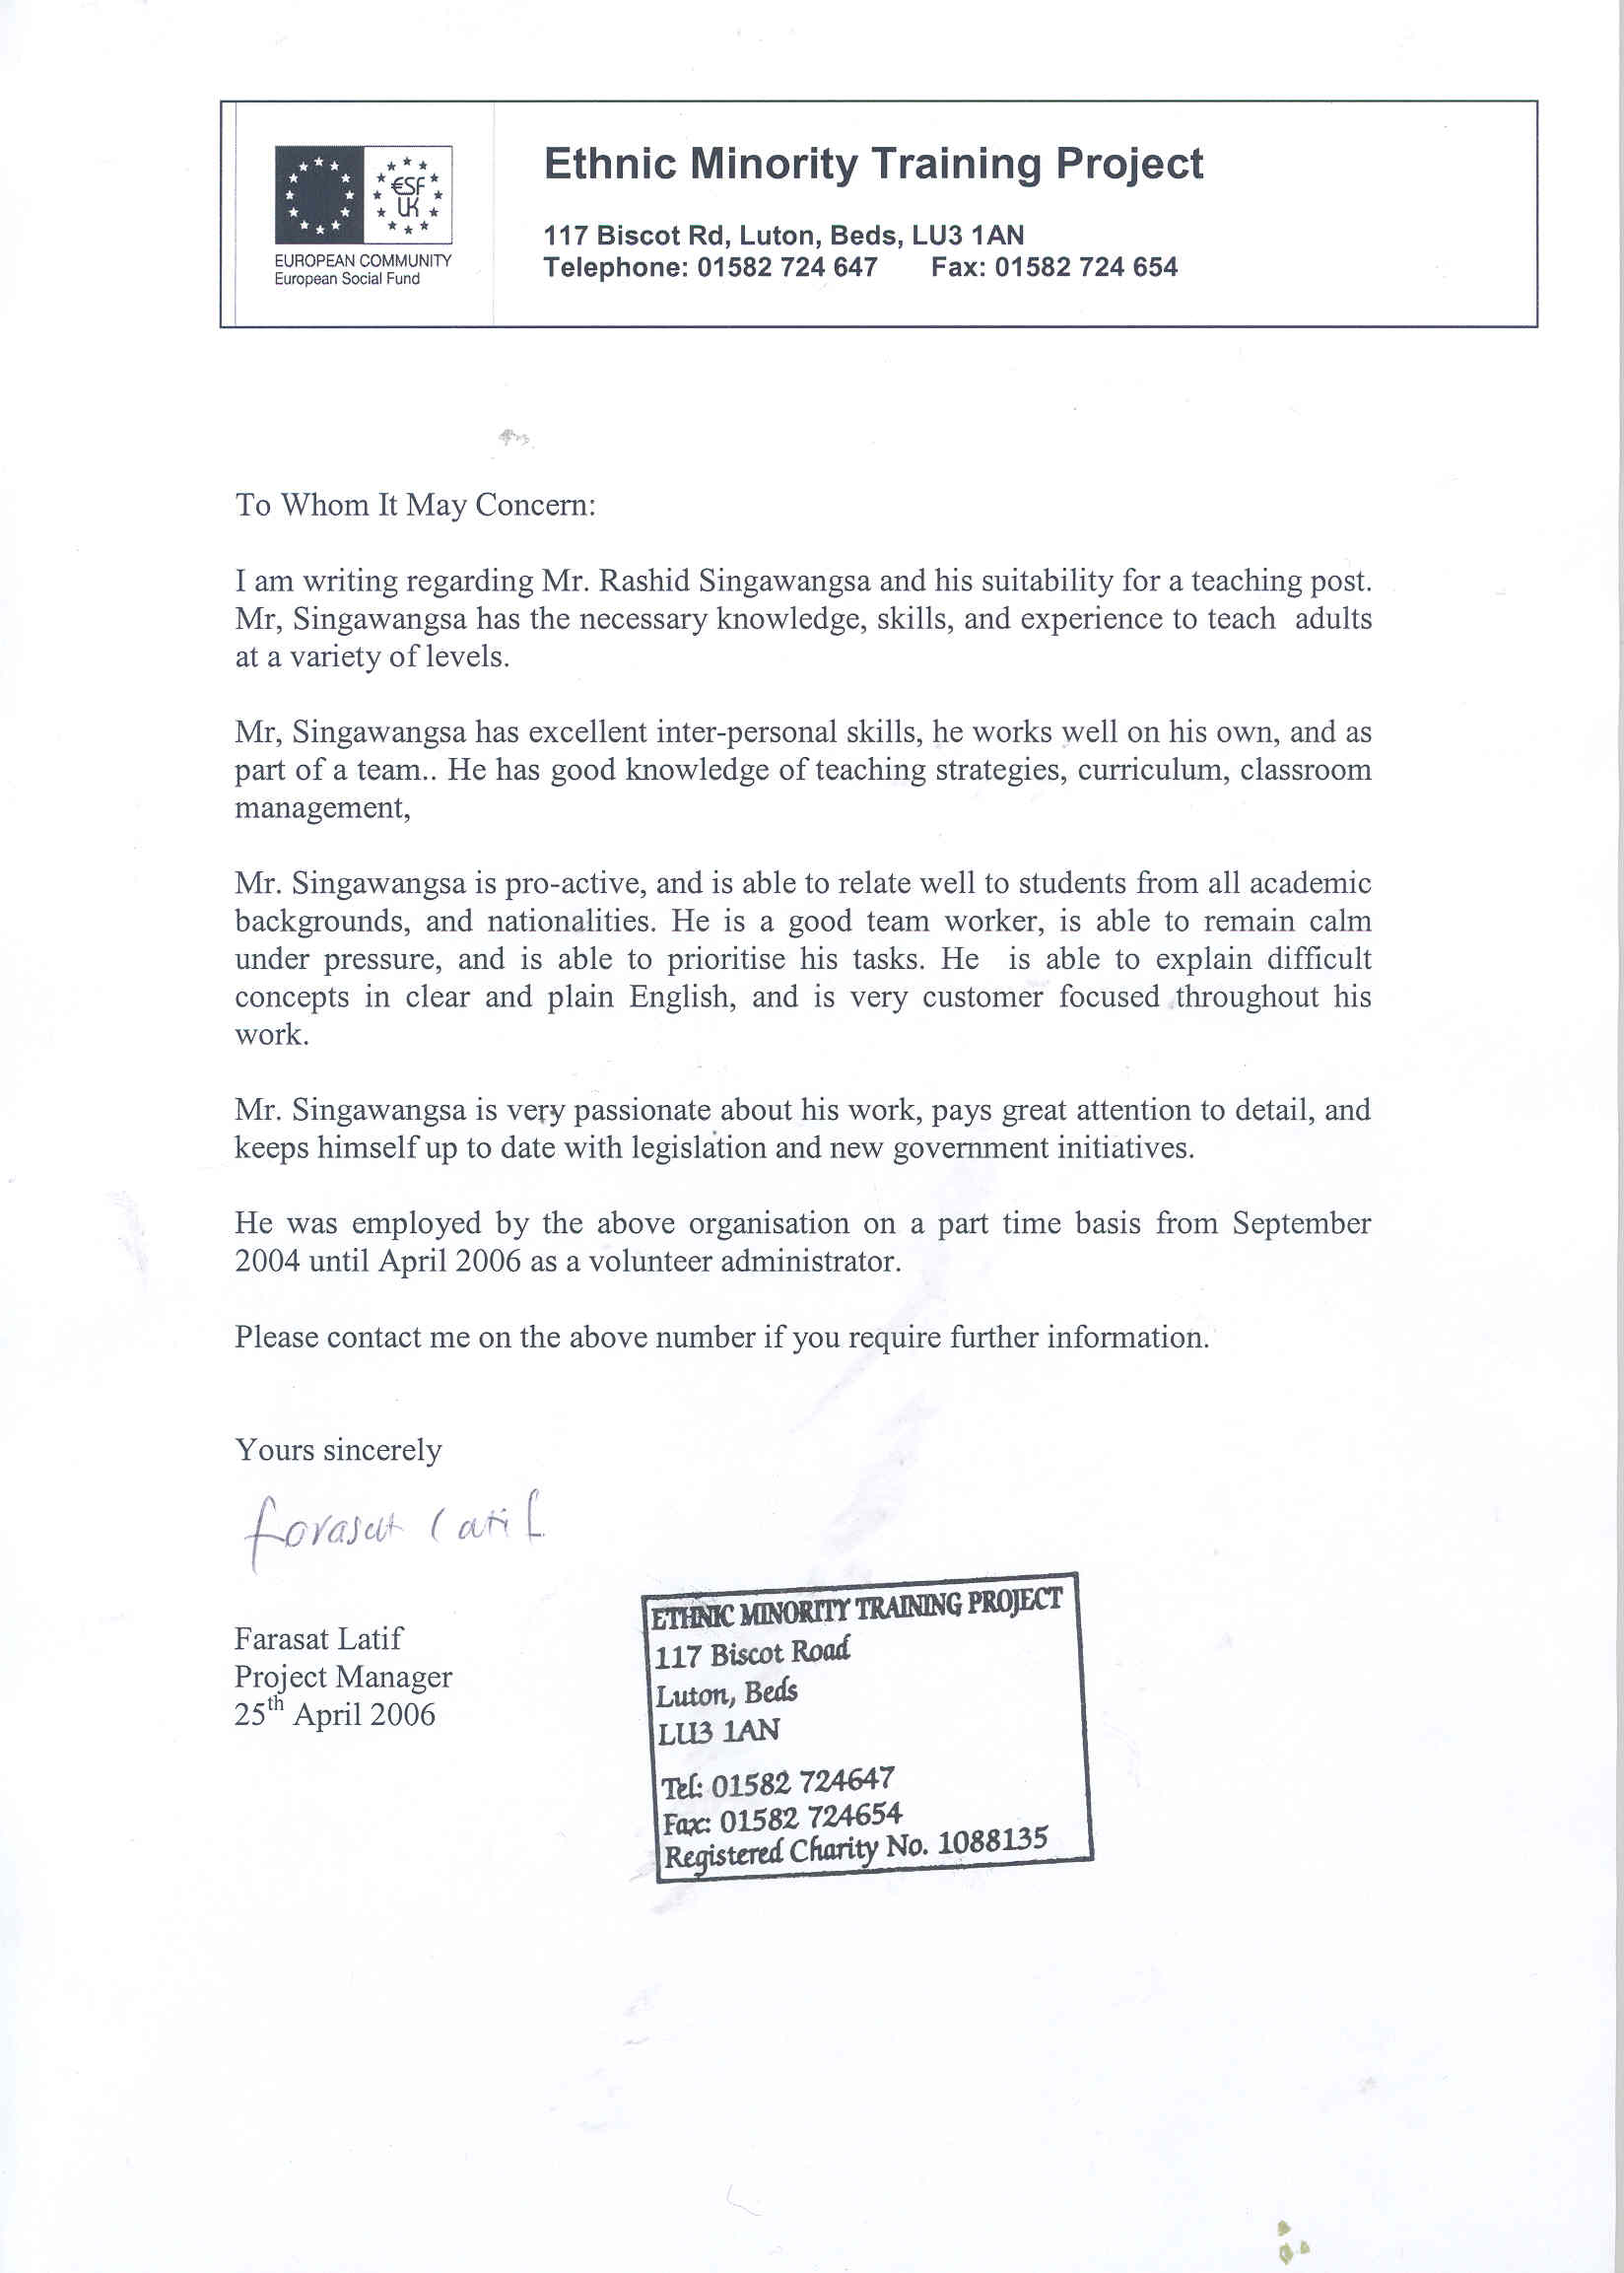 ESF
UK
EUROPEAN COMMUNITY
European Social Fund
Ethnic Minority Training Project
117 Biscot Rd, Luton, Beds, LU3 1AN
Telephone: 01582 724 647 Fax: 01582 724 654
To Whom It May Concern:
I am writing regarding Mr. Rashid Singawangsa and his suitability for a teaching post.
Mr, Singawangsa has the necessary knowledge, skills, and experience to teach adults
at a variety of levels.
Mr, Singawangsa has excellent inter-personal skills, he works well on his own, and as
part of a team.. He has good knowledge of teaching strategies, curriculum, classroom
management,
Mr. Singawangsa is pro-active, and is able to relate well to students from all academic
backgrounds, and nationalities. He is a good team worker, is able to remain calm
under pressure, and is able to prioritise his tasks. He is able to explain difficult
concepts in clear and plain English, and is very customer focused throughout his
work.
Mr. Singawangsa is very passionate about his work, pays great attention to detail, and
keeps himself up to date with legislation and new government initiatives.
He was employed by the above organisation on a part time basis from September
2004 until April 2006 as a volunteer administrator.
Please contact me on the above number if you require further information.
Yours sincerely
Farasat Latif
Farasat Latif
Project Manager
25th April 2006
ETHNIC MINORITY TRAINING PROJECT
117 Biscot Road
Luton, Beds
LU3 1AN
Tel: 01582 724647
Fax: 01582 724654
Registered Charity No. 1088135